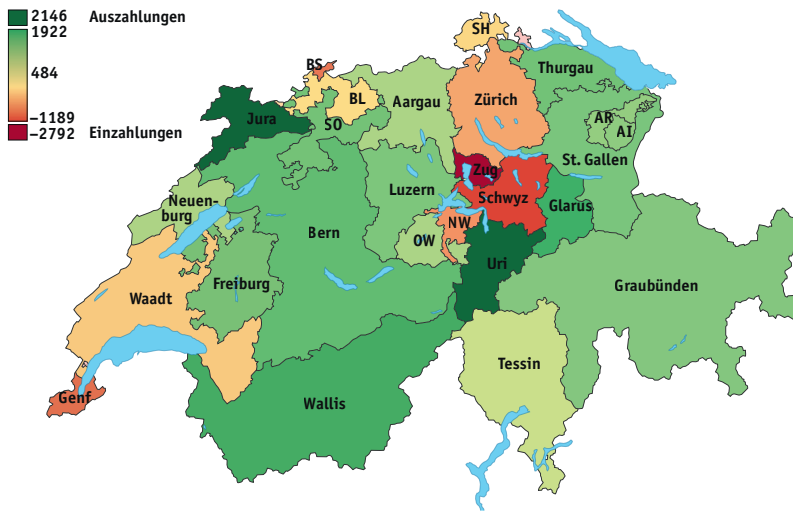 2146 Auszahlungen
1922
484
−1189
−2792 Einzahlungen
SH
BS
BL
Thurgau
Aargau
Zürich
Jura
SO
AR
AI
St. Gallen
Zug
Luzern
Schwyz
Neuen-
burg
Glarus
NW
Bern
OW
Uri
Freiburg
Graubünden
Waadt
Tessin
Genf
Wallis